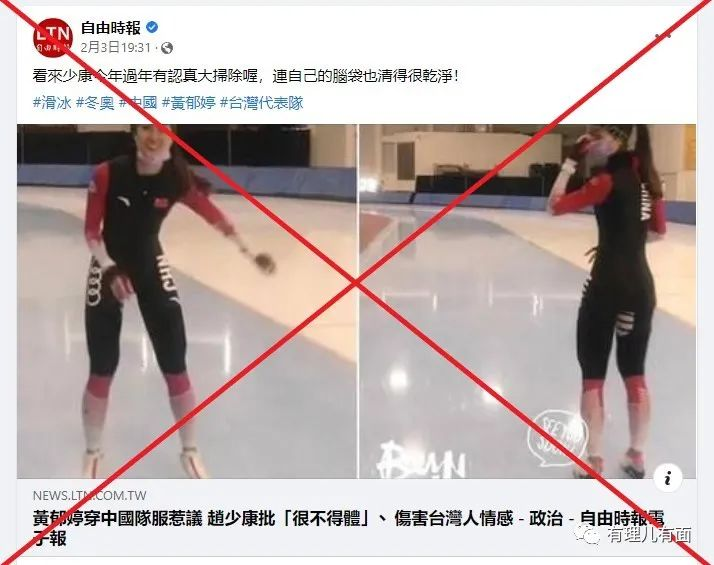 LTN
自由時報
自由時報
2月3日19:31
看來少康今年過年有認真大掃除喔，連自己的腦袋也清得很乾淨！
#滑冰 #冬奧 #中國 #黃郁婷 #台灣代表隊
CHINA
SEE YOU SOON
NEWS.LTN.COM.TW
黃郁婷穿中國隊服惹議 趙少康批「很不得體」、傷害台灣人情感 - 政治 - 自由時報電
子報
有理儿有面